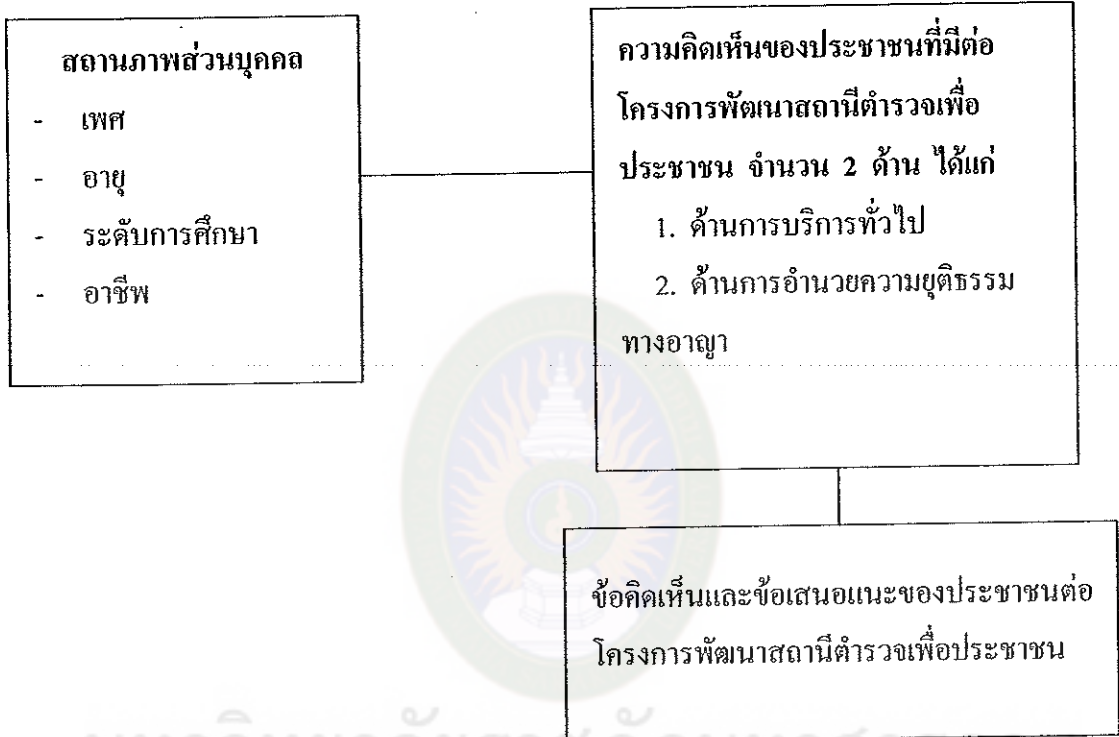 สถานภาพส่วนบุคคล
- เพศ
- อายุ
- ระดับการศึกษา
- อาชีพ
ความคิดเห็นของประชาชนที่มีต่อ
โครงการพัฒนาสถานีตำรวจเพื่อ
ประชาชน จำนวน 2 ด้าน ได้แก่
1. ด้านการบริการทั่วไป
2. ด้านการอำนวยความยุติธรรม
ทางอาญา
ข้อคิดเห็นและข้อเสนอแนะของประชาชนต่อ
โครงการพัฒนาสถานีตำรวจเพื่อประชาชน